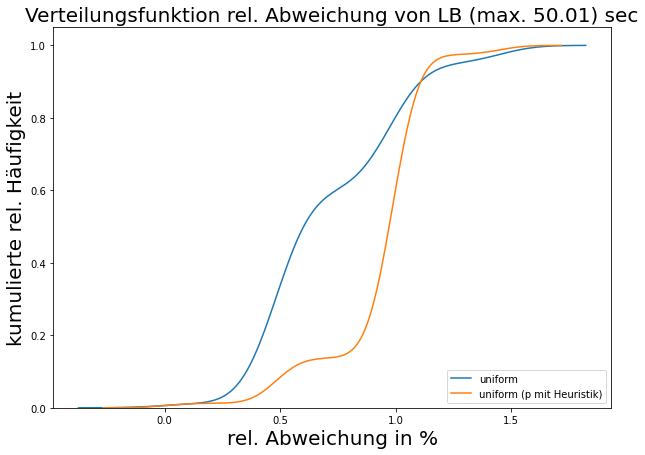 Verteilungsfunktion rel. Abweichung von LB (max. 50.01) sec
kumulierte rel. Häufigkeit
1.0
0.8
0.6
0.4
0.2
0.0
0.0
0.5
1.0
1.5
uniform
uniform (p mit Heuristik)
rel. Abweichung in %